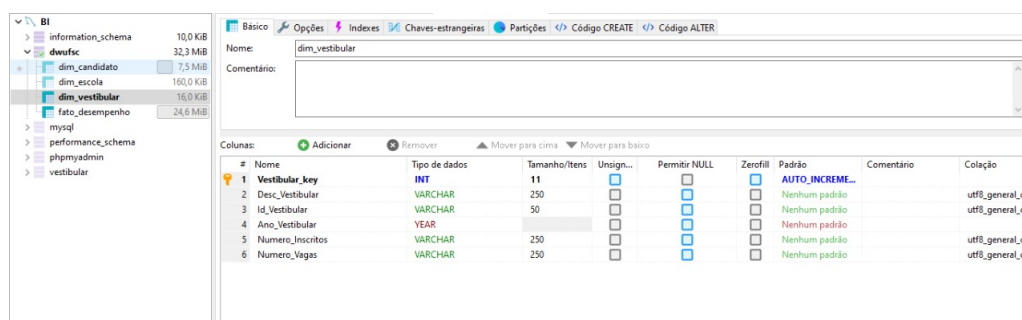 BI
information_schema 10,0 KiB
dwufsc 32,3 MiB
dim_candidato 7,5 MiB
dim_escola 160,0 KiB
dim_vestibular 16,0 KiB
fato_desempenho 24,6 MiB
mysql
performance_schema
phpmyadmin
vestibular
Básico Opções Indexes Chaves-estrangeiras Partições </> Código CREATE </> Código ALTER
Nome: dim_vestibular
Comentário:
Colunas: Adicionar Remover Mover para cima Mover para baixo
# Nome Tipo de dados Tamanho/Itens Unsign... Permitir NULL Zerofill Padrão Comentário Colação
1 Vestibular_key INT 11 AUTO_INCREME...
2 Desc_Vestibular VARCHAR 250 Nenhum padrão utf8_general_c
3 Id_Vestibular VARCHAR 50 Nenhum padrão utf8_general_c
4 Ano_Vestibular YEAR Nenhum padrão
5 Numero_Inscritos VARCHAR 250 Nenhum padrão utf8_general_c
6 Numero_Vagas VARCHAR 250 Nenhum padrão utf8_general_c